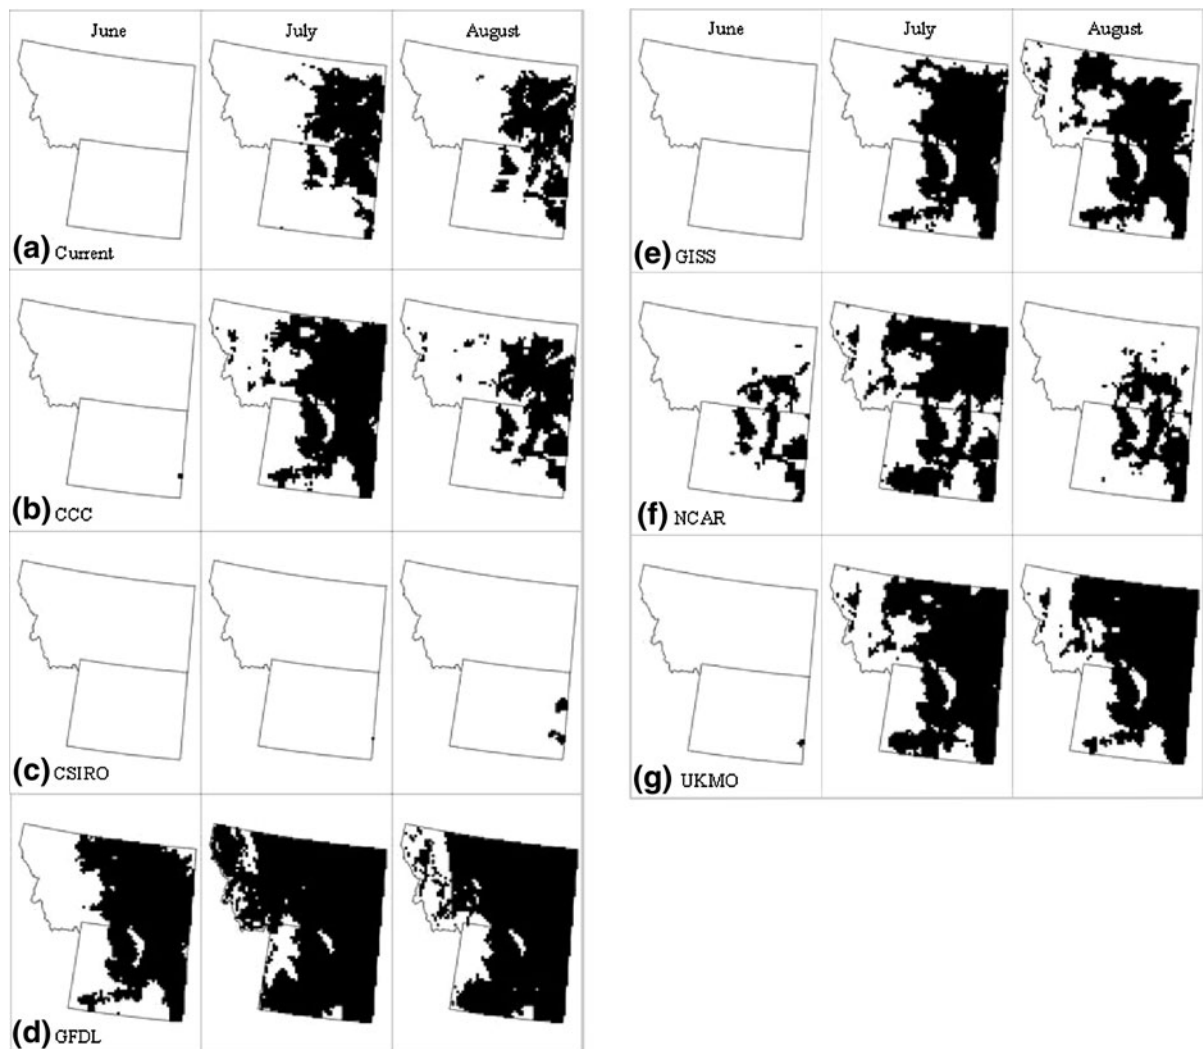 June July August
(a) Current
(b) CCC
(c) CSIRO
(d) GFDL
June July August
(e) GISS
(f) NCAR
(g) UKMO